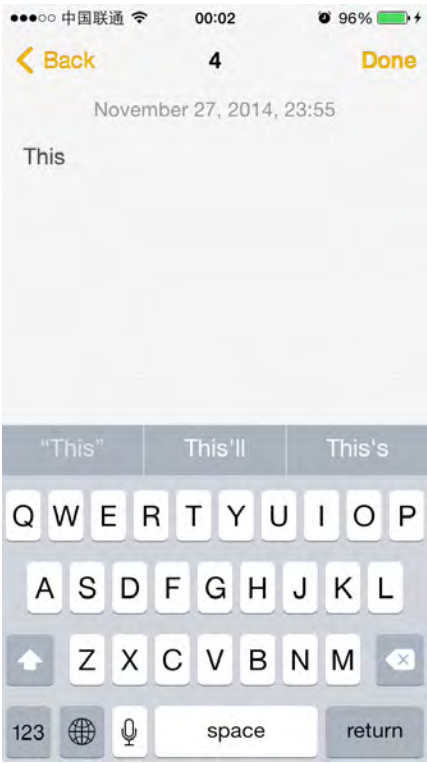 中国联通 00:02 96%
Back 4 Done
November 27, 2014, 23:55
This
“This” This'll This's
Q W E R T Y U I O P
A S D F G H J K L
Z X C V B N M
123 space return